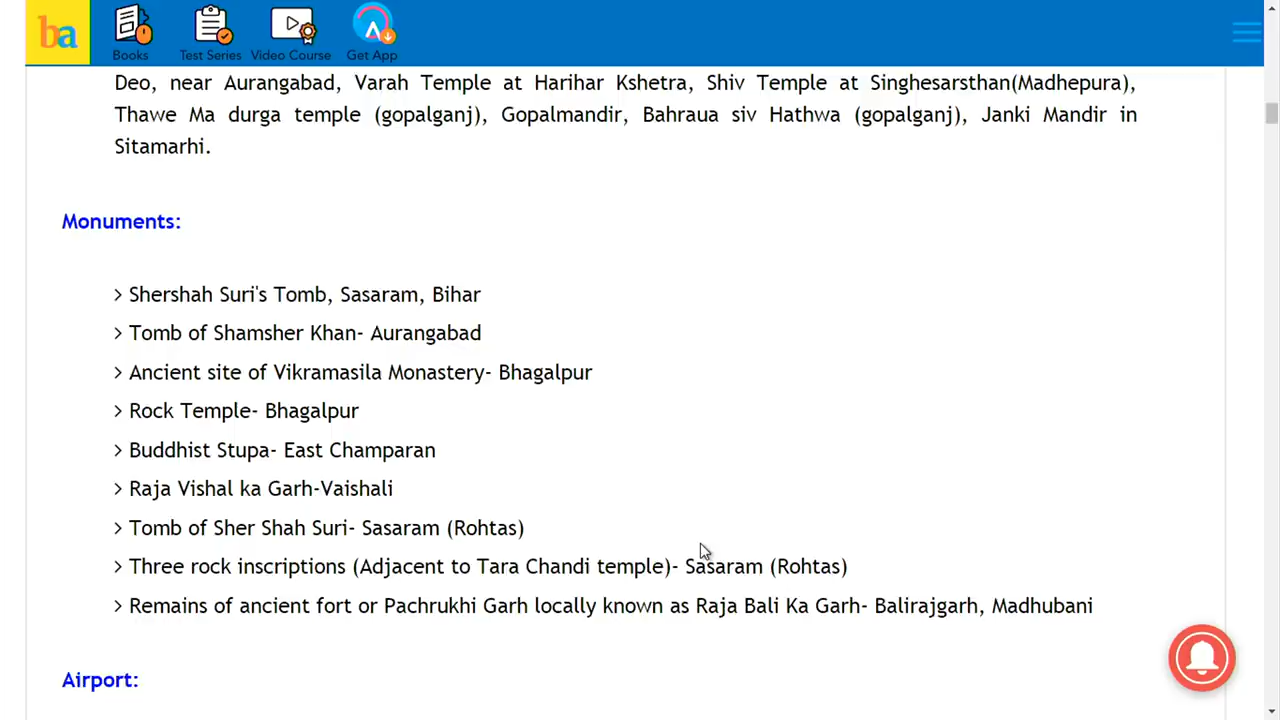 ba
Books
Test Series
Video Course
Get App
Deo, near Aurangabad, Varah Temple at Harihar Kshetra, Shiv Temple at Singhesarsthan(Madhepura),
Thawe Ma durga temple (gopalganj), Gopalmandir, Bahraua siv Hathwa (gopalganj), Janki Mandir in
Sitamarhi.
Monuments:
> Shershah Suri's Tomb, Sasaram, Bihar
> Tomb of Shamsher Khan- Aurangabad
> Ancient site of Vikramasila Monastery- Bhagalpur
> Rock Temple- Bhagalpur
> Buddhist Stupa- East Champaran
> Raja Vishal ka Garh-Vaishali
> Tomb of Sher Shah Suri- Sasaram (Rohtas)
> Three rock inscriptions (Adjacent to Tara Chandi temple)- Sasaram (Rohtas)
> Remains of ancient fort or Pachrukhi Garh locally known as Raja Bali Ka Garh- Balirajgarh, Madhubani
Airport: